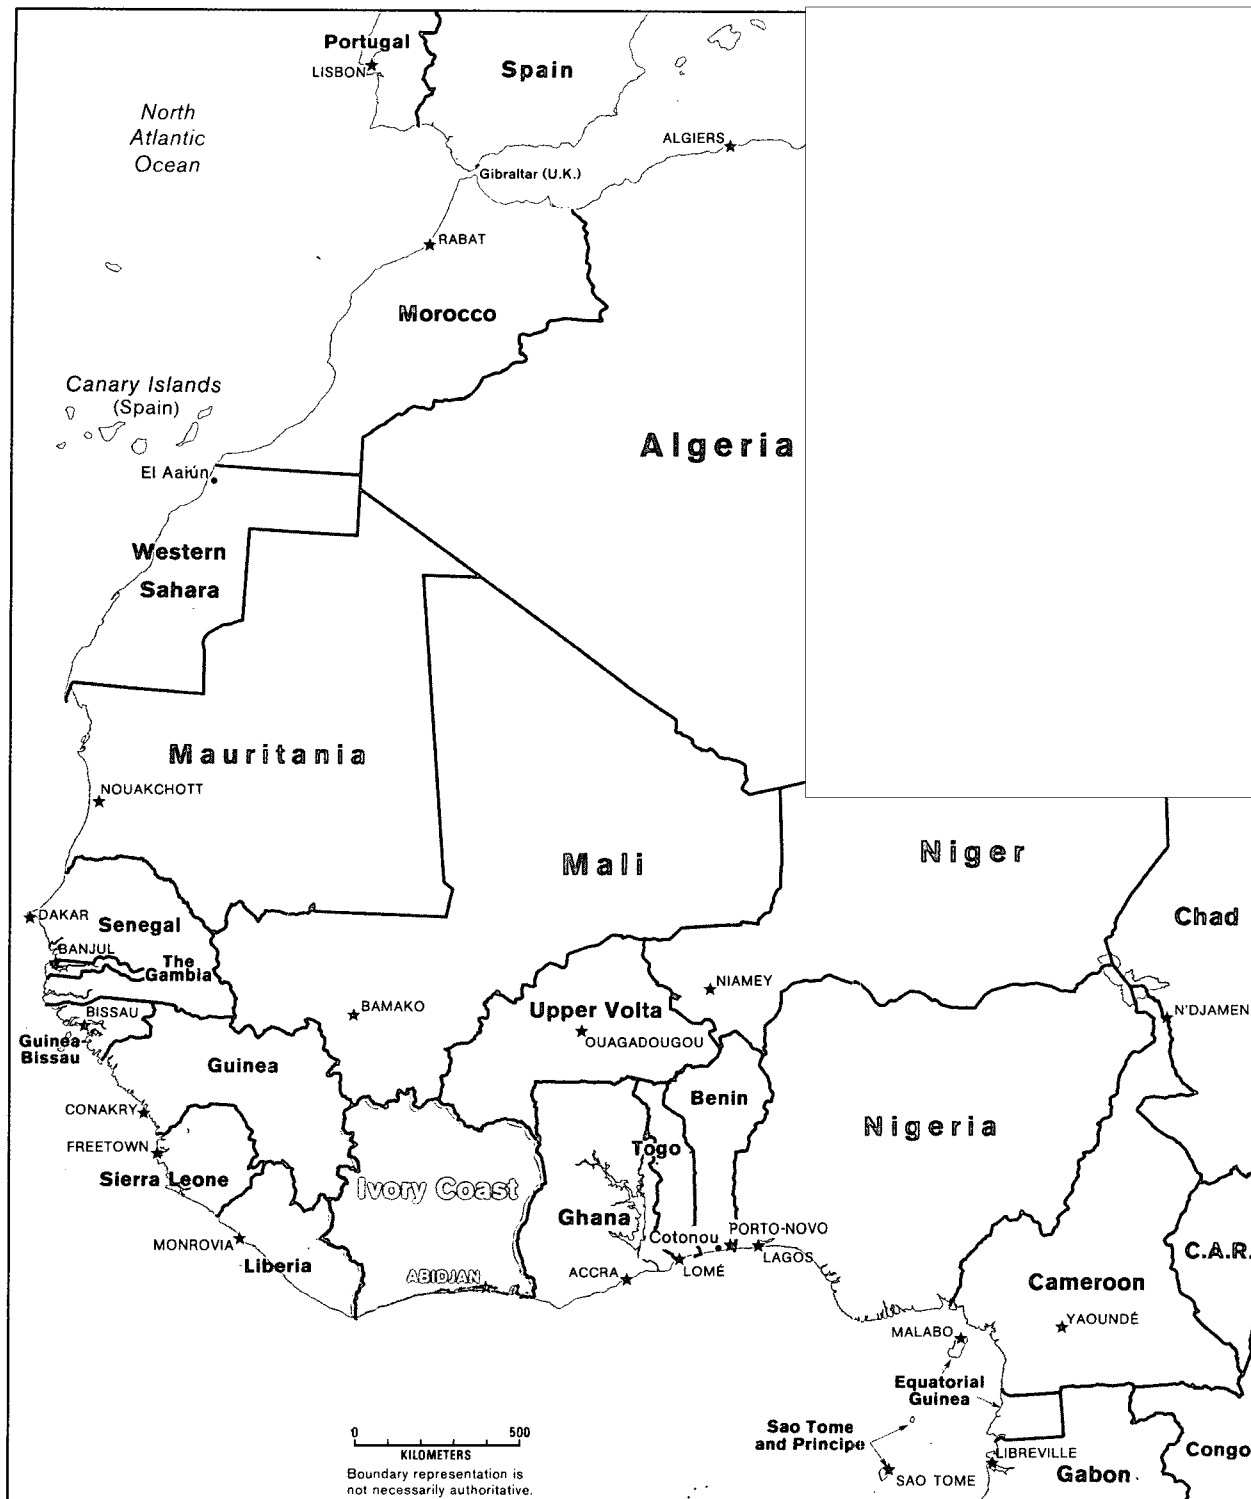 Portugal
LISBON
Spain
North
Atlantic
Ocean
ALGIERS
Gibraltar (U.K.)
RABAT
Morocco
Canary Islands
(Spain)
Algeria
El Aaiún
Western
Sahara
Mauritania
NOUAKCHOTT
Mali
Niger
Chad
DAKAR
Senegal
BANJUL
The
Gambia
NIAMEY
BISSAU
BAMAKO
Upper Volta
N'DJAMEN
OUAGADOUGOU
Guinea
Bissau
Guinea
Benin
CONAKRY
Nigeria
FREETOWN
Togo
Sierra Leone
Ivory Coast
Ghana
PORTO-NOVO
Cotonou
MONROVIA
LAGOS
C.A.R.
Liberia
ABIDJAN
ACCRA
LOMÉ
Cameroon
YAOUNDÉ
MALABO
Equatorial
Guinea
Sao Tome
and Principe
0 500
KILOMETERS
LIBREVILLE
Congo
Boundary representation is
not necessarily authoritative.
SAO TOME
Gabon